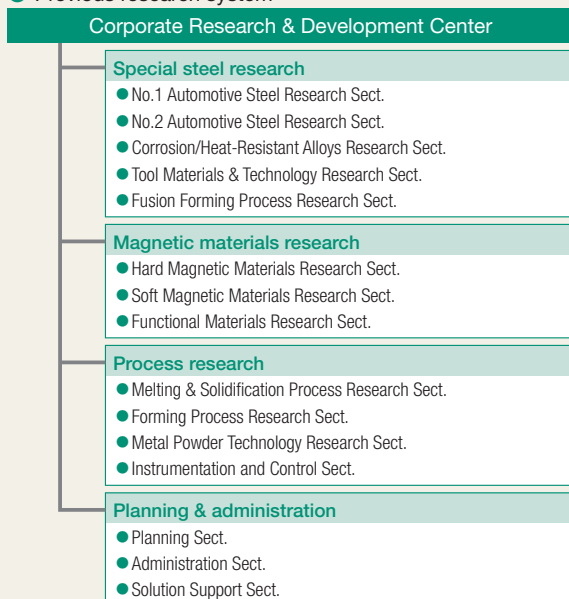 ● Previous research system
Corporate Research & Development Center
Special steel research
● No.1 Automotive Steel Research Sect.
● No.2 Automotive Steel Research Sect.
● Corrosion/Heat-Resistant Alloys Research Sect.
● Tool Materials & Technology Research Sect.
● Fusion Forming Process Research Sect.
Magnetic materials research
● Hard Magnetic Materials Research Sect.
● Soft Magnetic Materials Research Sect.
● Functional Materials Research Sect.
Process research
● Melting & Solidification Process Research Sect.
● Forming Process Research Sect.
● Metal Powder Technology Research Sect.
● Instrumentation and Control Sect.
Planning & administration
● Planning Sect.
● Administration Sect.
● Solution Support Sect.